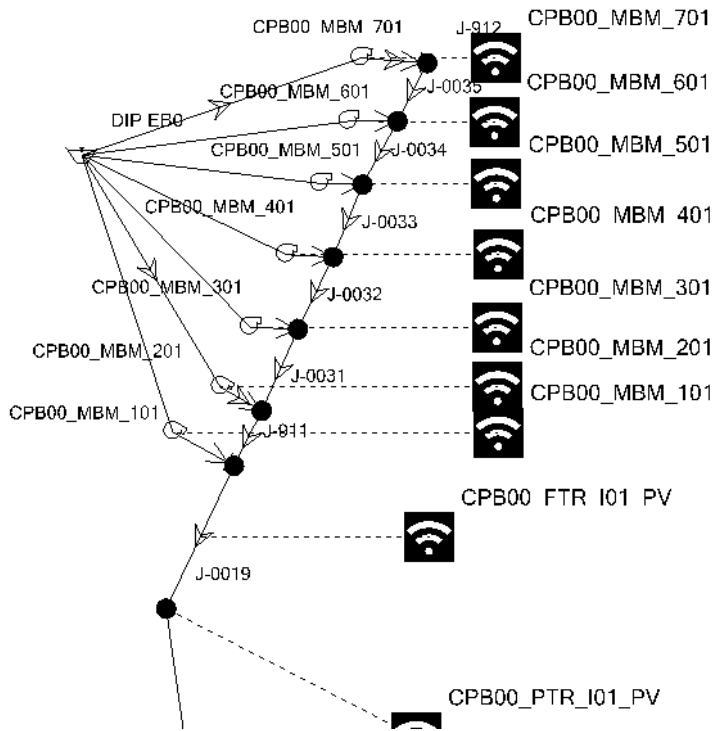 CPB00_MBM_701
CPB00_MBM_701
J-912
CPB00_MBM_601
J-0035
CPB00_MBM_601
DIP EB0
CPB00_MBM_501
J-0034
CPB00_MBM_501
CPB00_MBM_401
J-0033
CPB00_MBM_401
CPB00_MBM_301
J-0032
CPB00_MBM_301
CPB00_MBM_201
J-0031
CPB00_MBM_201
CPB00_MBM_101
J-911
CPB00_MBM_101
CPB00_FTR_I01_PV
J-0019
CPB00_PTR_I01_PV